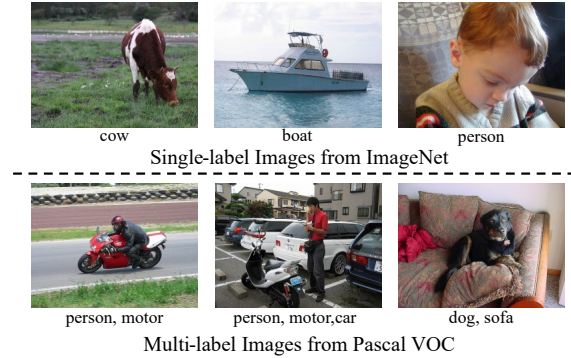 cow boat person
Single-label Images from ImageNet
person, motor person, motor,car dog, sofa
Multi-label Images from Pascal VOC